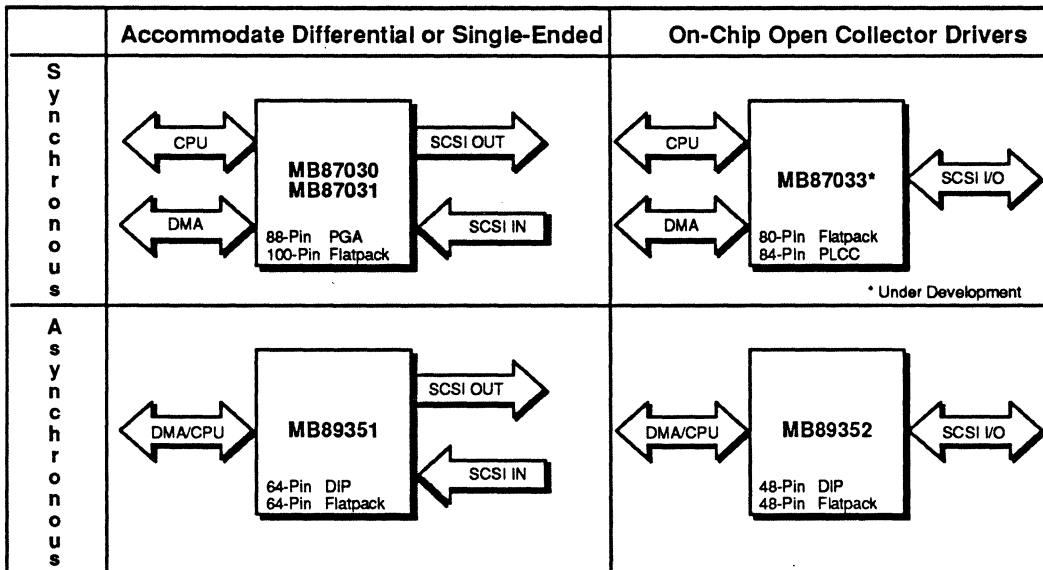 Accommodate Differential or Single-Ended
On-Chip Open Collector Drivers
Synchronous
CPU
DMA
MB87030
MB87031
88-Pin PGA
100-Pin Flatpack
SCSI OUT
SCSI IN
CPU
DMA
MB87033*
80-Pin Flatpack
84-Pin PLCC
SCSI I/O
* Under Development
Asynchronous
DMA/CPU
MB89351
64-Pin DIP
64-Pin Flatpack
SCSI OUT
SCSI IN
DMA/CPU
MB89352
48-Pin DIP
48-Pin Flatpack
SCSI I/O